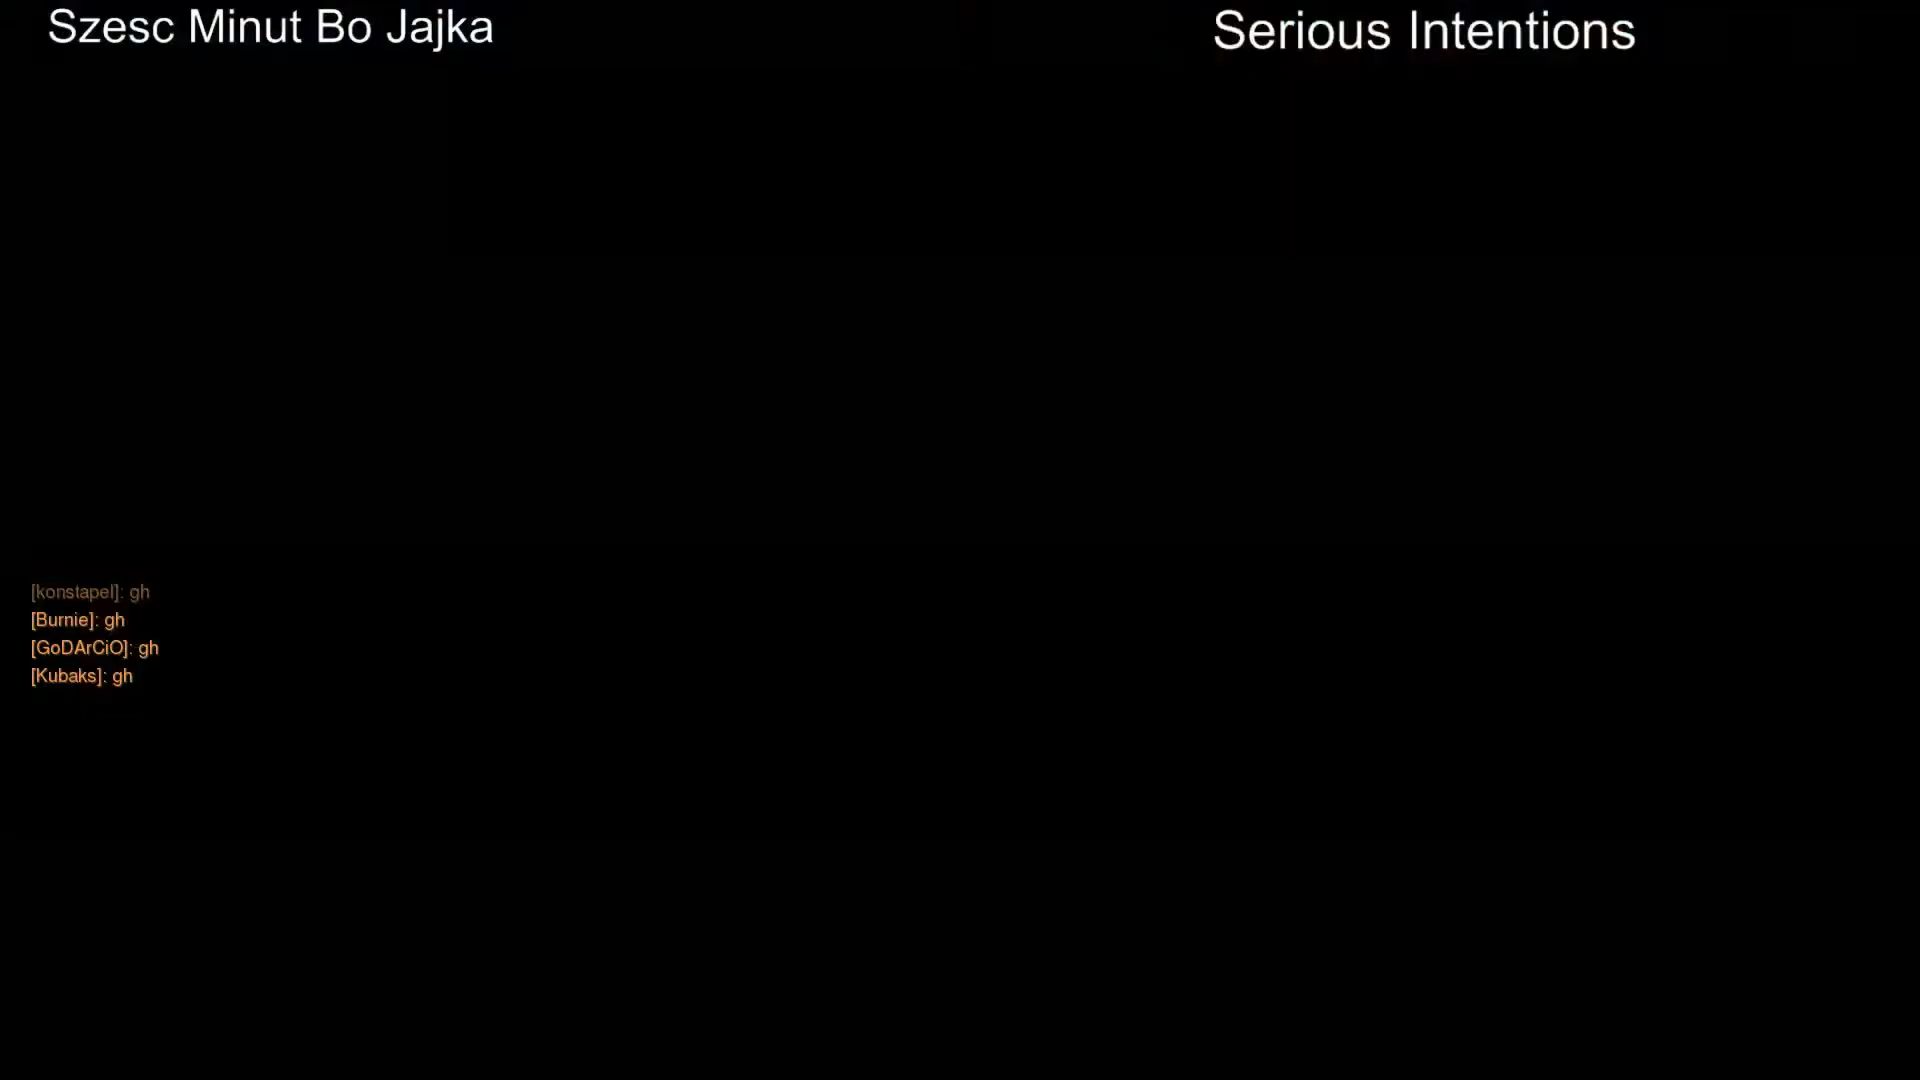 Szesc Minut Bo Jajka
Serious Intentions
[konstapel]: gh
[Burnie]: gh
[GoDArCiO]: gh
[Kubaks]: gh